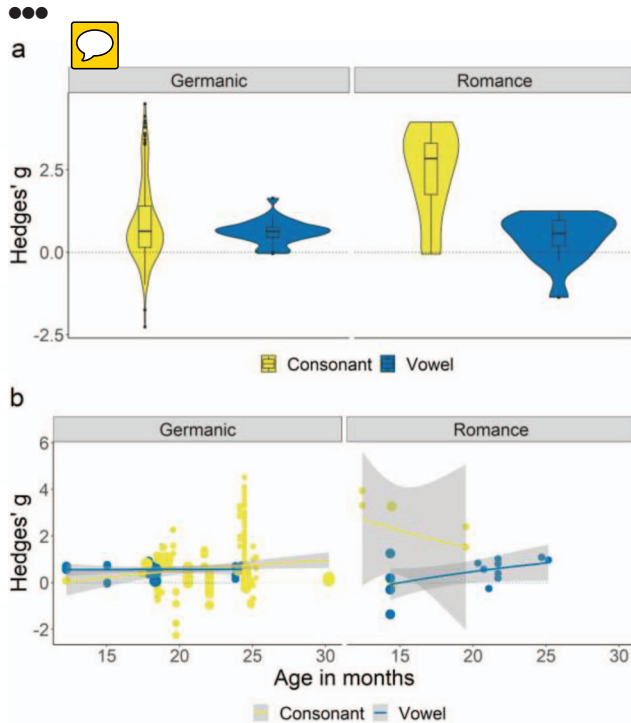 a
Germanic Romance
Hedges' g
2.5
0.0
-2.5
Consonant Vowel
b
Germanic Romance
Hedges' g
6
4
2
0
-2
15 20 25 30 15 20 25 30
Age in months
Consonant Vowel